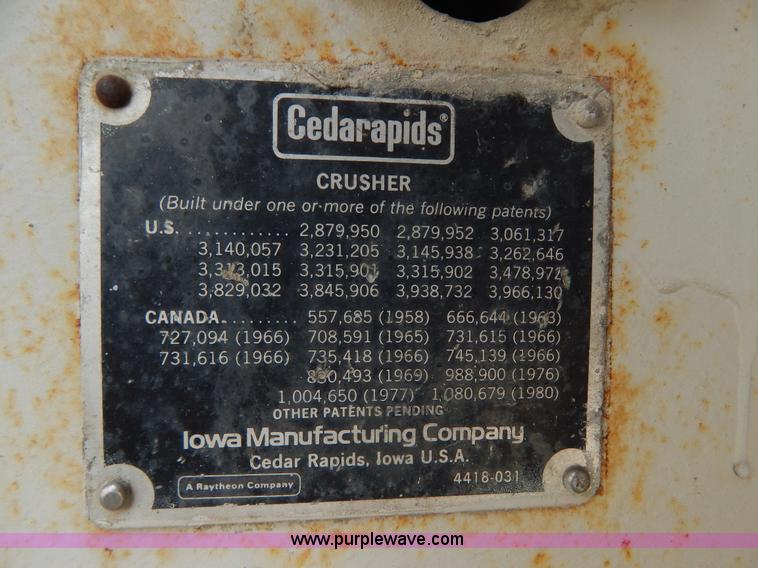 Cedarapids®
CRUSHER
(Built under one or more of the following patents)
U.S. ............. 2,879,950 2,879,952 3,061,317
3,140,057 3,231,205 3,145,938 3,262,646
3,313,015 3,315,901 3,315,902 3,478,972
3,829,032 3,845,906 3,938,732 3,966,130
CANADA......... 557,685 (1958) 666,644 (1963)
727,094 (1966) 708,591 (1965) 731,615 (1966)
731,616 (1966) 735,418 (1966) 745,139 (1966)
830,493 (1969) 988,900 (1976)
1,004,650 (1977) 1,080,679 (1980)
OTHER PATENTS PENDING
Iowa Manufacturing Company
Cedar Rapids, Iowa U.S.A.
A Raytheon Company 4418-031
www.purplewave.com